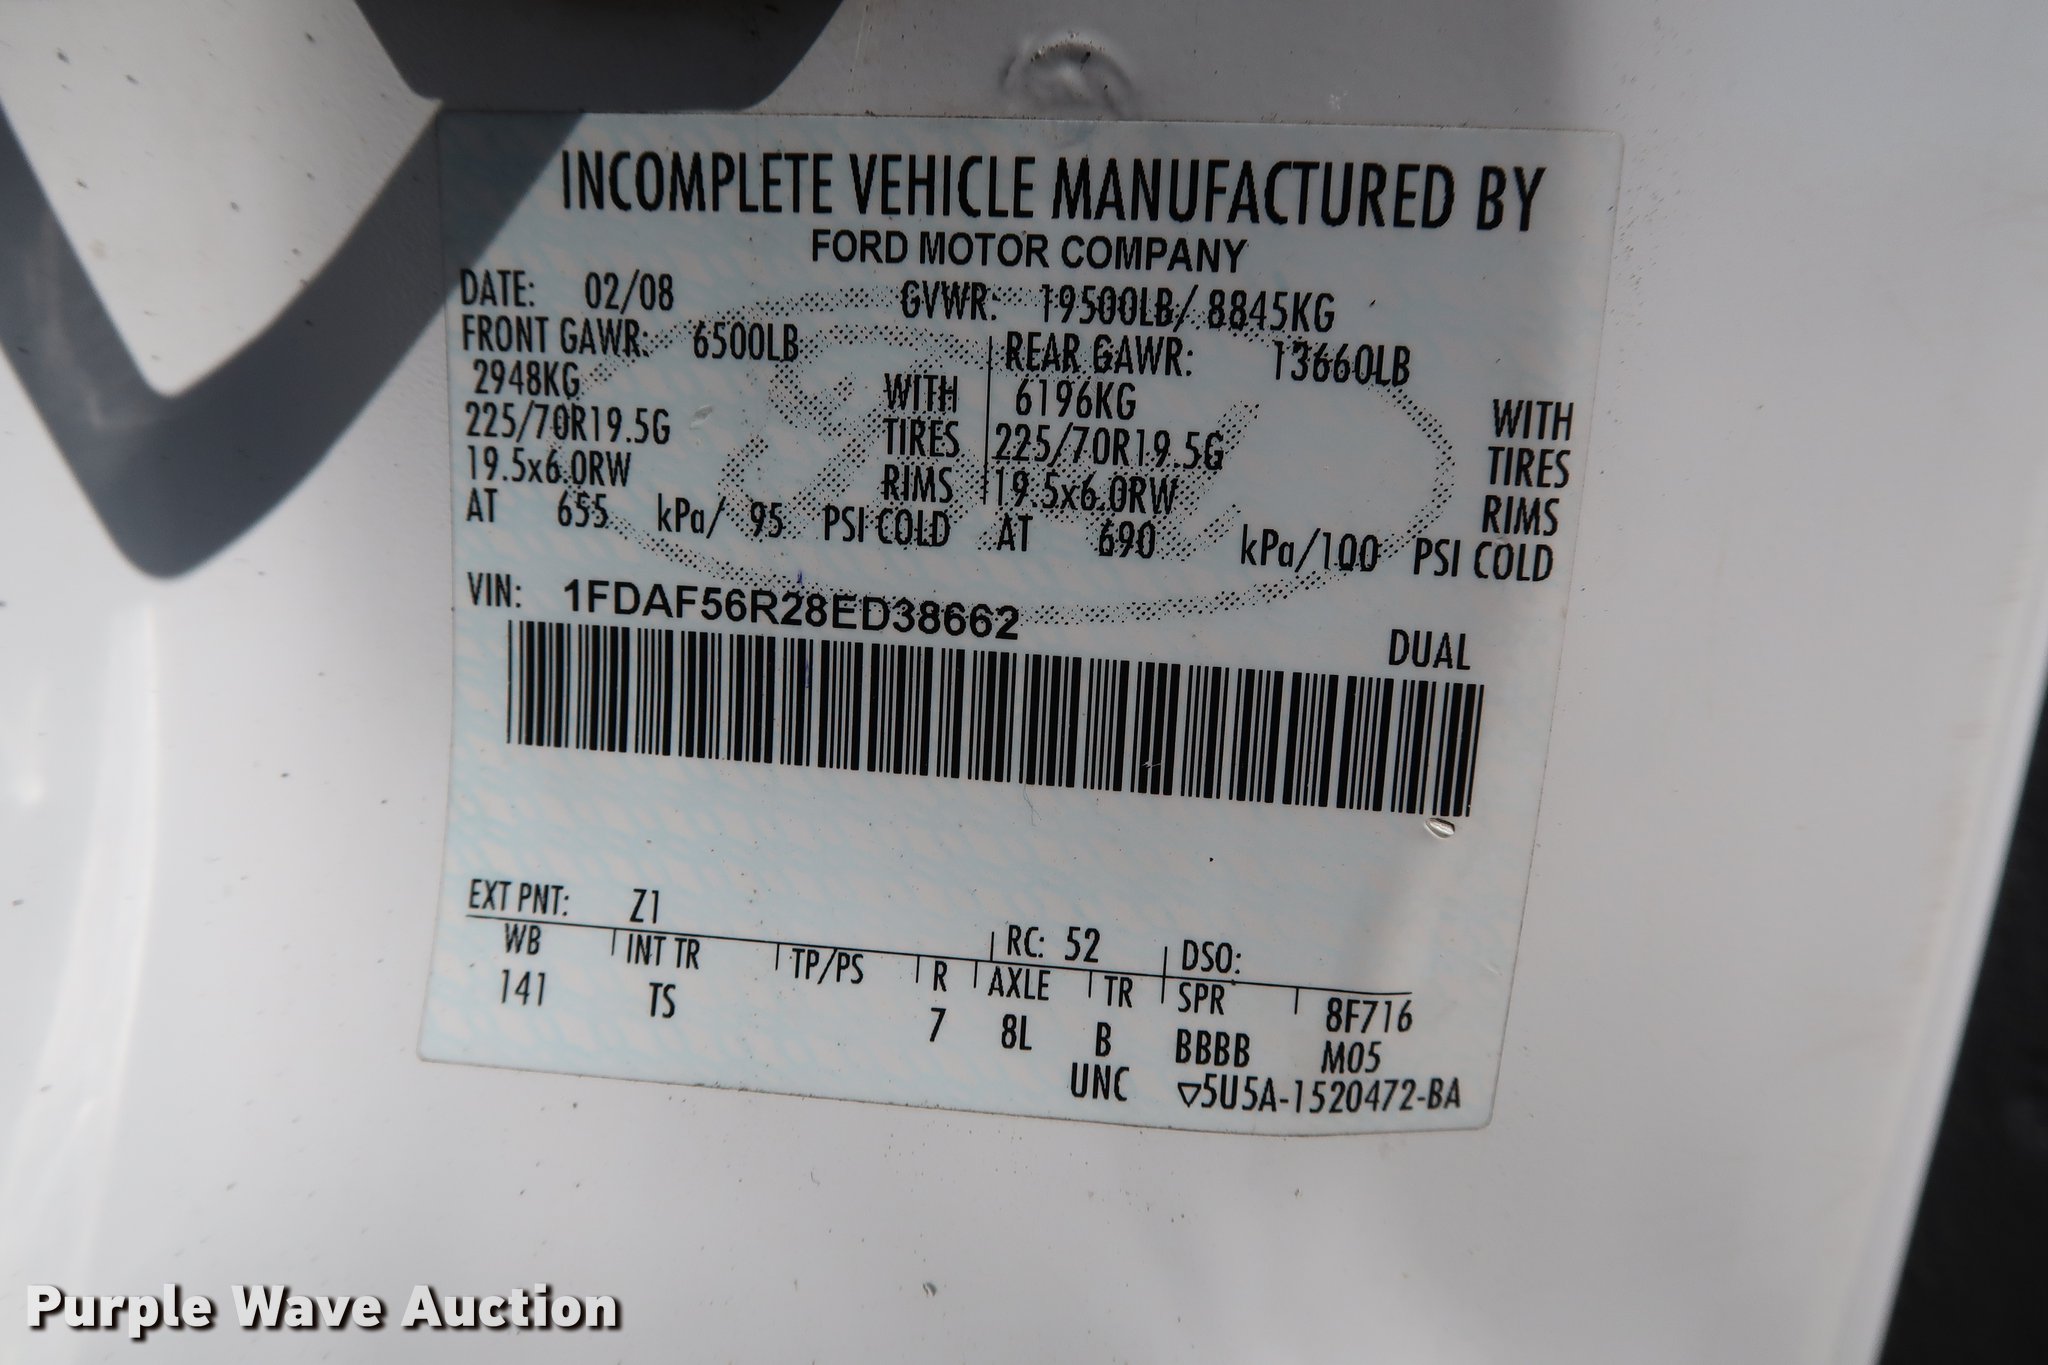 INCOMPLETE VEHICLE MANUFACTURED BY
FORD MOTOR COMPANY
DATE: 02/08 GVWR: 19500LB/ 8845KG
FRONT GAWR: 6500LB REAR GAWR: 13660LB
2948KG WITH 6196KG WITH
225/70R19.5G TIRES 225/70R19.5G TIRES
19.5x6.0RW RIMS 19.5x6.0RW RIMS
AT 655 kPa/ 95 PSI COLD AT 690 kPa/100 PSI COLD
VIN: 1FDAF56R28ED38662
DUAL
EXT PNT: Z1 RC: 52 DSO:
WB INT TR TP/PS R AXLE TR SPR 8F716
141 TS 7 8L B BBBB M05
UNC ▽5U5A-1520472-BA
Purple Wave Auction